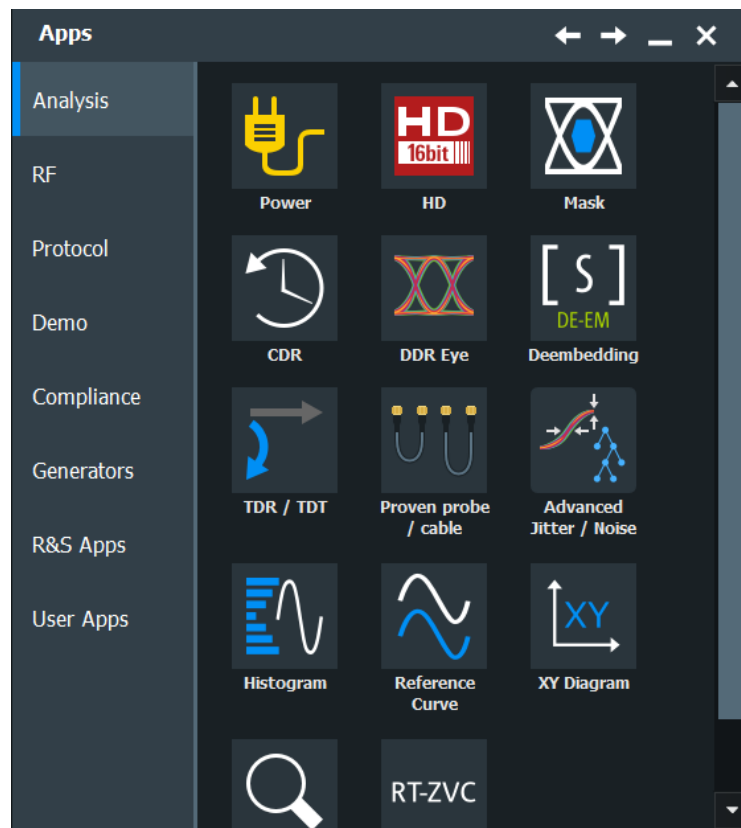 Apps
Analysis
RF
Protocol
Demo
Compliance
Generators
R&S Apps
User Apps
Power
HD
16bit
HD
Mask
CDR
DDR Eye
[ S ]
DE-EM
Deembedding
TDR / TDT
Proven probe
/ cable
Advanced
Jitter / Noise
Histogram
Reference
Curve
XY
XY Diagram
RT-ZVC